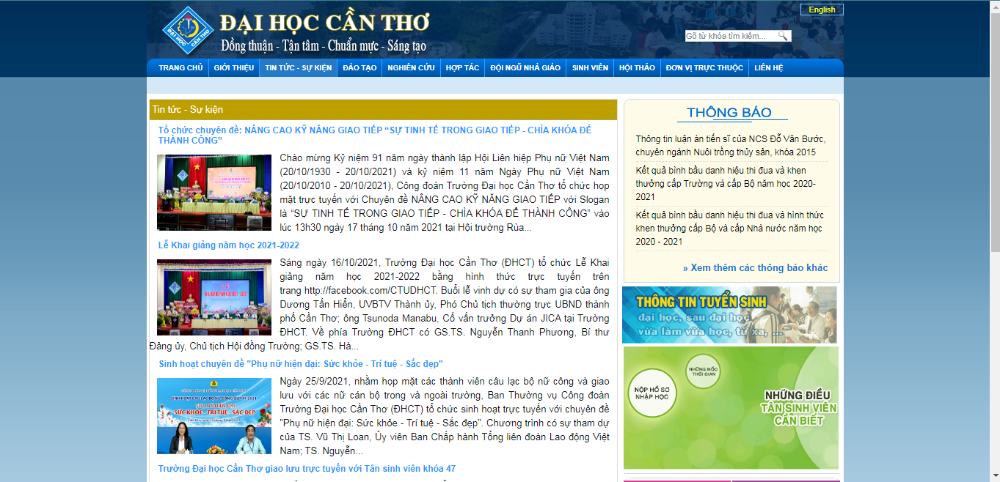 ĐẠI HỌC CẦN THƠ
Đồng thuận - Tận tâm - Chuẩn mực - Sáng tạo
ĐẠI HỌC CẦN THƠ
English
Gõ từ khóa tìm kiếm...
TRANG CHỦ GIỚI THIỆU TIN TỨC - SỰ KIỆN ĐÀO TẠO NGHIÊN CỨU HỢP TÁC ĐỘI NGŨ NHÀ GIÁO SINH VIÊN HỘI THẢO ĐƠN VỊ TRỰC THUỘC LIÊN HỆ
Tin tức - Sự kiện
Tổ chức chuyên đề: NÂNG CAO KỸ NĂNG GIAO TIẾP “SỰ TINH TẾ TRONG GIAO TIẾP - CHÌA KHÓA ĐỂ
THÀNH CÔNG”
Chào mừng Kỷ niệm 91 năm ngày thành lập Hội Liên hiệp Phụ nữ Việt Nam
(20/10/1930 - 20/10/2021) và kỷ niệm 11 năm Ngày Phụ nữ Việt Nam
(20/10/2010 - 20/10/2021), Công đoàn Trường Đại học Cần Thơ tổ chức họp
mặt trực tuyến với Chuyên đề NÂNG CAO KỸ NĂNG GIAO TIẾP với Slogan
là “SỰ TINH TẾ TRONG GIAO TIẾP - CHÌA KHÓA ĐỂ THÀNH CÔNG” vào
lúc 13h30 ngày 17 tháng 10 năm 2021 tại Hội trường Rùa...
Lễ Khai giảng năm học 2021-2022
Sáng ngày 16/10/2021, Trường Đại học Cần Thơ (ĐHCT) tổ chức Lễ Khai
giảng năm học 2021-2022 bằng hình thức trực tuyến trên
trang http://facebook.com/CTUDHCT. Buổi lễ vinh dự có sự tham gia của ông
Dương Tấn Hiển, UVBTV Thành ủy, Phó Chủ tịch thường trực UBND thành
phố Cần Thơ; ông Tsunoda Manabu, Cố vấn trưởng Dự án JICA tại Trường
ĐHCT. Về phía Trường ĐHCT có GS.TS. Nguyễn Thanh Phương, Bí thư
Đảng ủy, Chủ tịch Hội đồng Trường; GS.TS. Hà...
Sinh hoạt chuyên đề "Phụ nữ hiện đại: Sức khỏe - Trí tuệ - Sắc đẹp"
SINH HOẠT CÂU LẠC BỘ NỮ CÔNG QUÝ III-2021
PHỤ NỮ HIỆN ĐẠI
SỨC KHỎE - TRÍ TUỆ - SẮC ĐẸP
Ngày 25/9/2021, nhằm họp mặt các thành viên câu lạc bộ nữ công và giao
lưu với các nữ cán bộ trong và ngoài trường, Ban Thường vụ Công đoàn
Trường Đại học Cần Thơ (ĐHCT) tổ chức sinh hoạt trực tuyến với chuyên đề
"Phụ nữ hiện đại: Sức khỏe - Trí tuệ - Sắc đẹp". Chương trình có sự tham dự
của TS. Vũ Thị Loan, Ủy viên Ban Chấp hành Tổng liên đoàn Lao động Việt
Nam; TS. Nguyễn...
Trường Đại học Cần Thơ giao lưu trực tuyến với Tân sinh viên khóa 47
THÔNG BÁO
Thông tin luận án tiến sĩ của NCS Đỗ Văn Bước,
chuyên ngành Nuôi trồng thủy sản, khóa 2015
Kết quả bình bầu danh hiệu thi đua và khen
thưởng cấp Trường và cấp Bộ năm học 2020-
2021
Kết quả bình bầu danh hiệu thi đua và hình thức
khen thưởng cấp Bộ và cấp Nhà nước năm học
2020 - 2021
» Xem thêm các thông báo khác
THÔNG TIN TUYỂN SINH
đại học, sau đại học
vừa làm vừa học, từ xa, ...
NHỮNG MỐC
THỜI GIAN
NỘP HỒ SƠ
NHẬP HỌC
NHỮNG ĐIỀU
TÂN SINH VIÊN
CẦN BIẾT